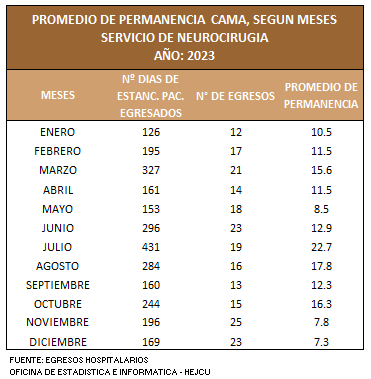 PROMEDIO DE PERMANENCIA CAMA, SEGUN MESES
SERVICIO DE NEUROCIRUGIA
AÑO: 2023
MESES Nº DIAS DE ESTANC. PAC. EGRESADOS N° DE EGRESOS PROMEDIO DE PERMANENCIA
ENERO 126 12 10.5
FEBRERO 195 17 11.5
MARZO 327 21 15.6
ABRIL 161 14 11.5
MAYO 153 18 8.5
JUNIO 296 23 12.9
JULIO 431 19 22.7
AGOSTO 284 16 17.8
SEPTIEMBRE 160 13 12.3
OCTUBRE 244 15 16.3
NOVIEMBRE 196 25 7.8
DICIEMBRE 169 23 7.3
FUENTE: EGRESOS HOSPITALARIOS
OFICINA DE ESTADISTICA E INFORMATICA - HEJCU